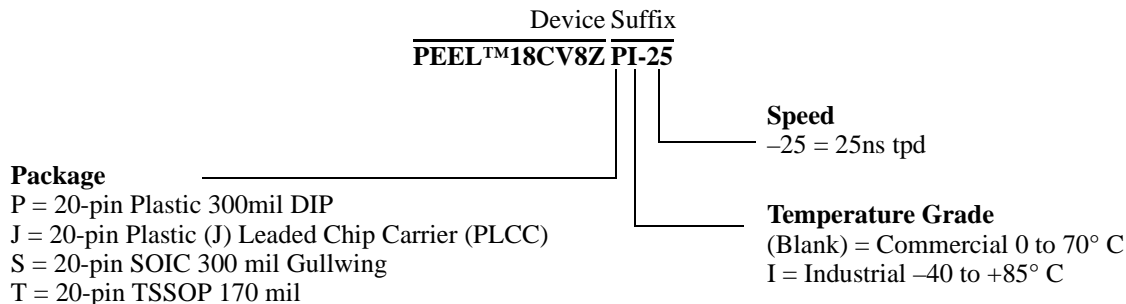 Device Suffix
PEEL™18CV8Z PI-25
Speed
–25 = 25ns tpd
Package
P = 20-pin Plastic 300mil DIP
J = 20-pin Plastic (J) Leaded Chip Carrier (PLCC)
S = 20-pin SOIC 300 mil Gullwing
T = 20-pin TSSOP 170 mil
Temperature Grade
(Blank) = Commercial 0 to 70° C
I = Industrial –40 to +85° C